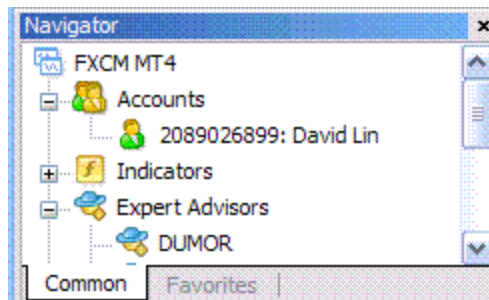 Navigator
FXCM MT4
Accounts
2089026899: David Lin
Indicators
Expert Advisors
DUMOR
Common Favorites